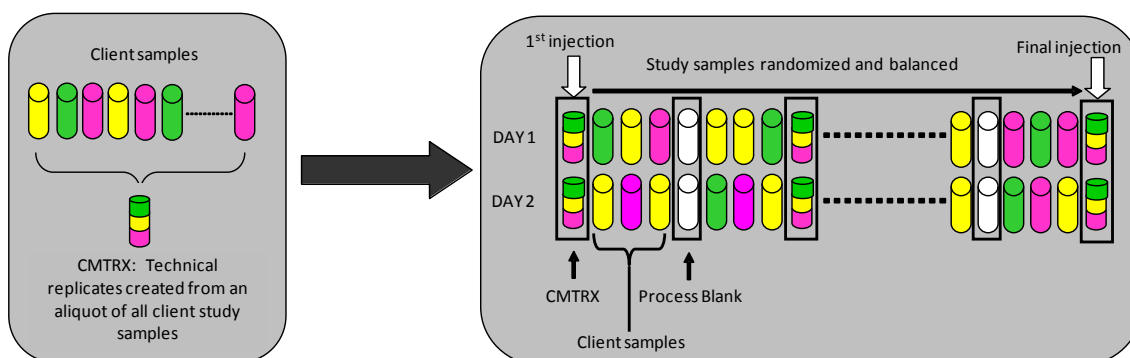 Client samples
CMTRX: Technical
replicates created from an
aliquot of all client study
samples
1st injection
Final injection
Study samples randomized and balanced
DAY 1
DAY 2
CMTRX
Process Blank
Client samples